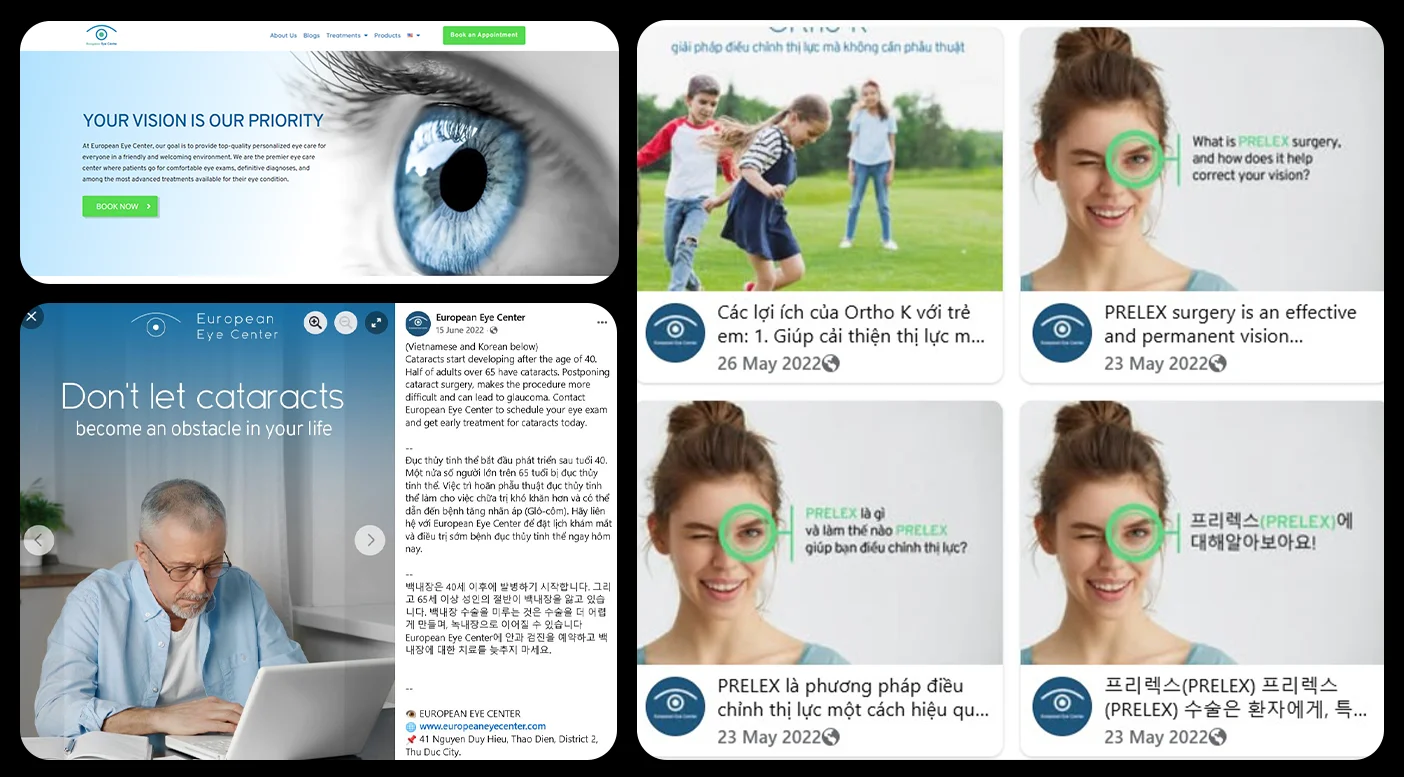 European Eye Center
About Us Blogs Treatments Products
Book an Appointment
YOUR VISION IS OUR PRIORITY
At European Eye Center, our goal is to provide top-quality personalized eye care for
everyone in a friendly and welcoming environment. We are the premier eye care
center where patients go for comfortable eye exams, definitive diagnoses, and
among the most advanced treatments available for their eye condition.
BOOK NOW
European
Eye Center
Don't let cataracts
become an obstacle in your life
European Eye Center
15 June 2022
(Vietnamese and Korean below)
Cataracts start developing after the age of 40.
Half of adults over 65 have cataracts. Postponing
cataract surgery, makes the procedure more
difficult and can lead to glaucoma. Contact
European Eye Center to schedule your eye exam
and get early treatment for cataracts today.
--
Đục thủy tinh thể bắt đầu phát triển sau tuổi 40.
Một nửa số người lớn trên 65 tuổi bị đục thủy
tinh thể. Việc trì hoãn phẫu thuật đục thủy tinh
thể làm cho việc chữa trị khó khăn hơn và có thể
dẫn đến bệnh tăng nhãn áp (Glô-côm). Hãy liên
hệ với European Eye Center để đặt lịch khám mắt
và điều trị sớm bệnh đục thủy tinh thể ngay hôm
nay.
--
백내장은 40세 이후에 발병하기 시작합니다. 그리
고 65세 이상 성인의 절반이 백내장을 앓고 있습
니다. 백내장 수술을 미루는 것은 수술을 더 어렵
게 만들며, 녹내장으로 이어질 수 있습니다
European Eye Center에 안과 검진을 예약하고 백
내장에 대한 치료를 늦추지 마세요.
--
EUROPEAN EYE CENTER
www.europeaneyecenter.com
41 Nguyen Duy Hieu, Thao Dien, District 2,
Thu Duc City.
Ortho K
giải pháp điều chỉnh thị lực mà không cần phẫu thuật
Các lợi ích của Ortho K với trẻ
em: 1. Giúp cải thiện thị lực m...
26 May 2022
What is PRELEX surgery,
and how does it help
correct your vision?
PRELEX surgery is an effective
and permanent vision...
23 May 2022
PRELEX là gì
và làm thế nào PRELEX
giúp bạn điều chỉnh thị lực?
PRELEX là phương pháp điều
chỉnh thị lực một cách hiệu qu...
23 May 2022
프리렉스(PRELEX)에
대해알아보아요!
프리렉스(PRELEX) 프리렉스
(PRELEX) 수술은 환자에게, 특...
23 May 2022